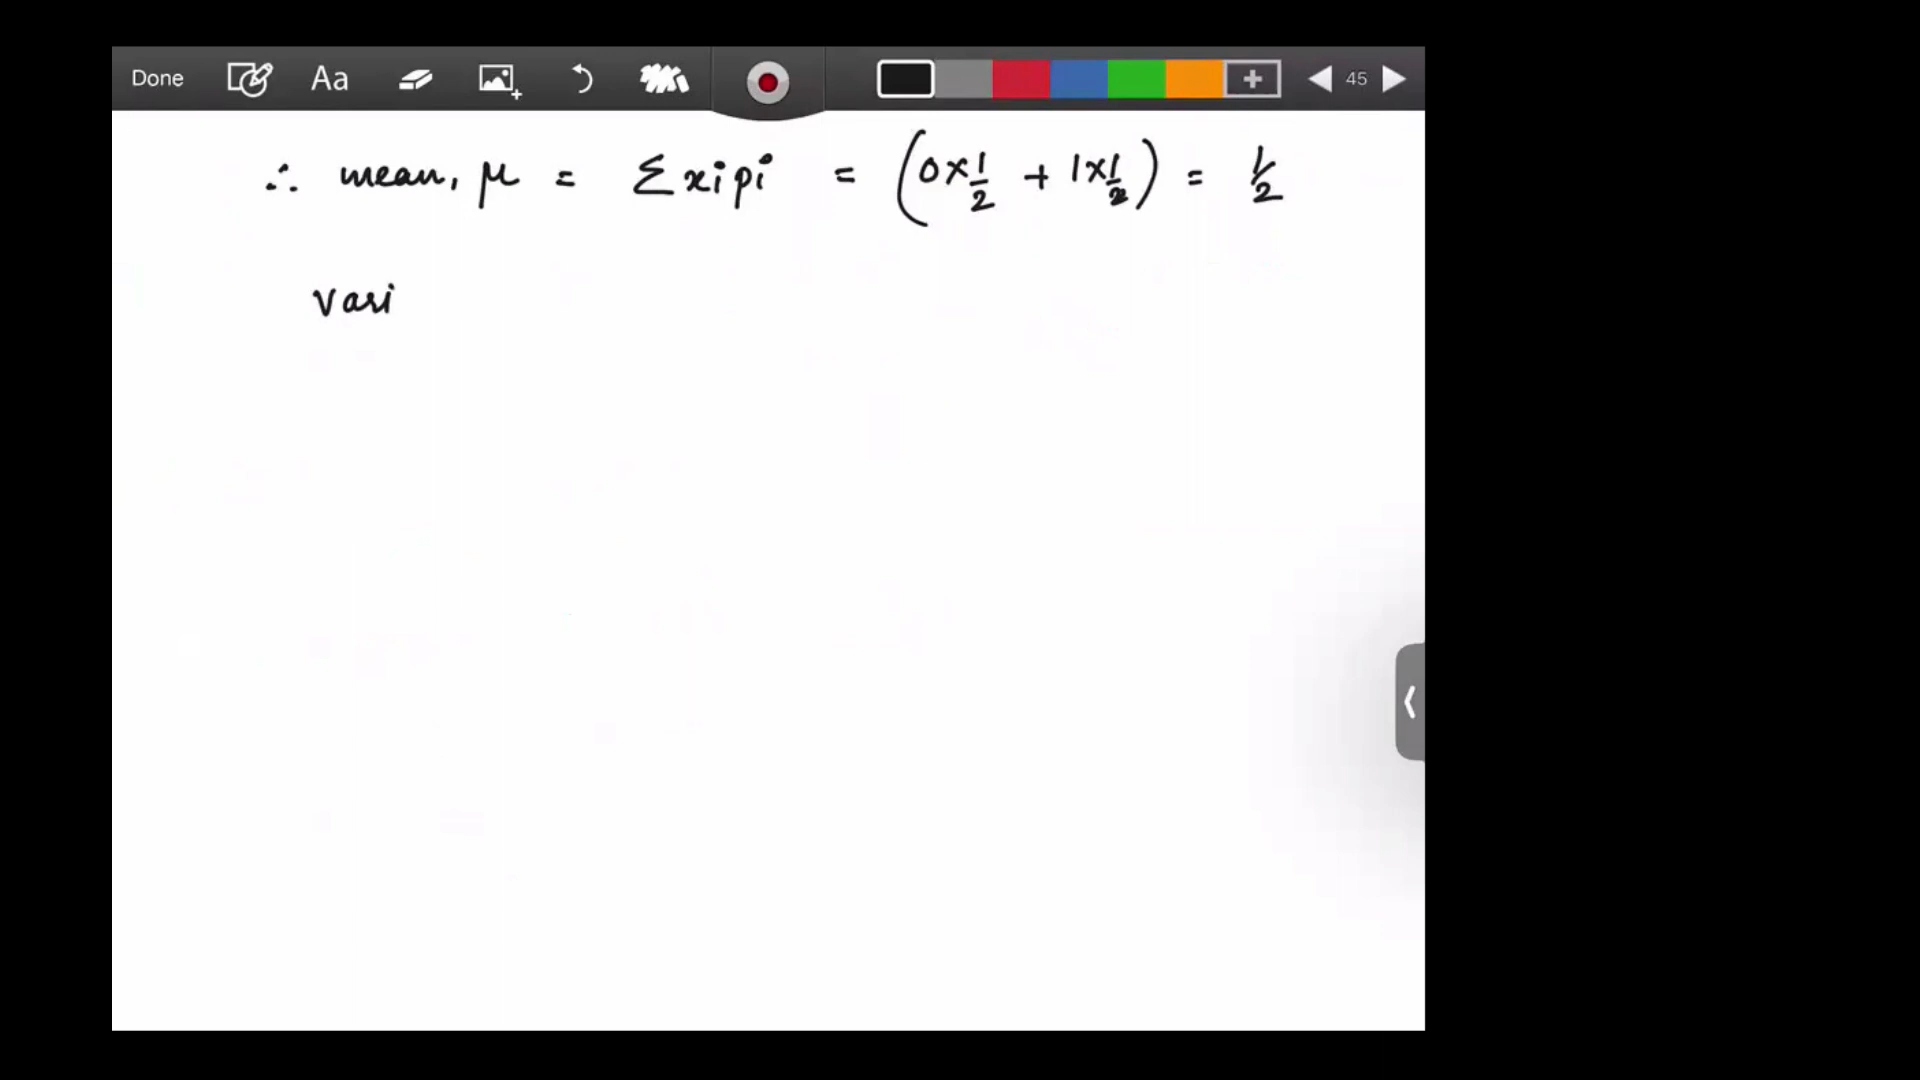 Done Aa 45
∴ mean, μ = Σxipi = (0×1/2 + 1×1/2) = 1/2
vari